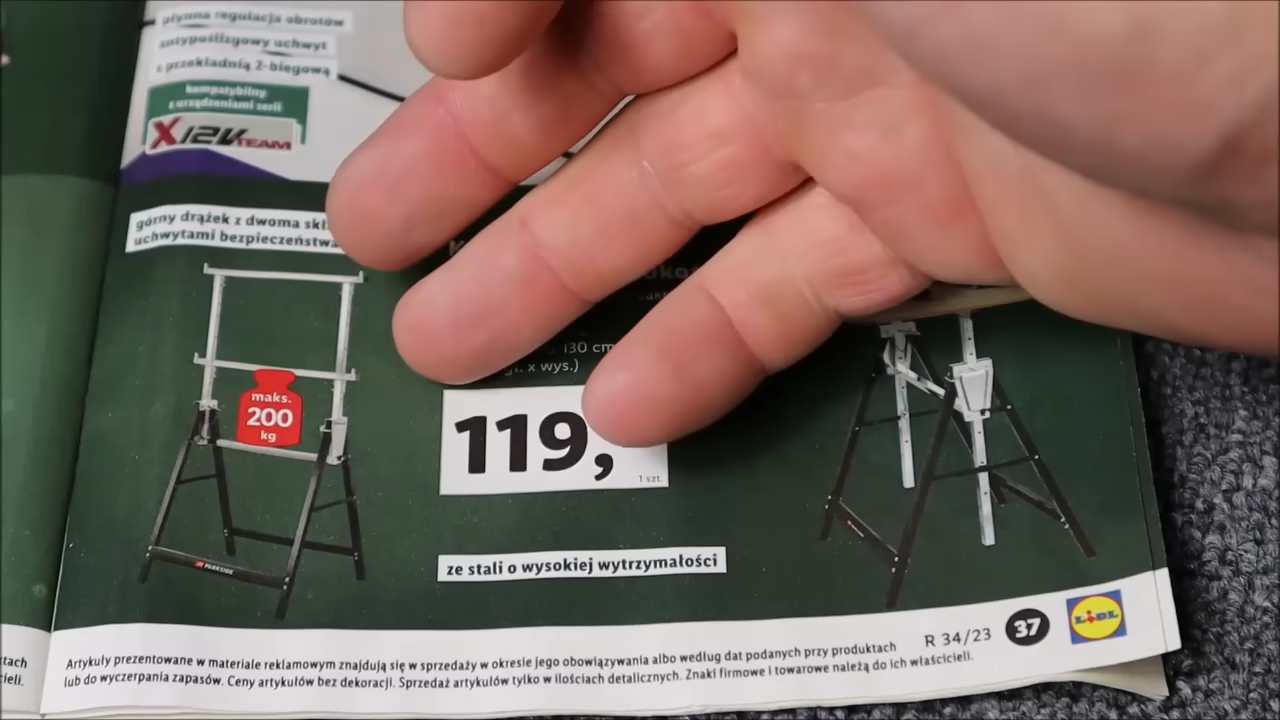 płynna regulacja obrotów
antypoślizgowy uchwyt
z przekładnią 2-biegową
kompatybilny
z urządzeniami serii
X12V TEAM
górny drążek z dwoma
uchwytami bezpieczeństwa
130 cm
x wys.)
maks.
200
kg
119,
1 szt.
ze stali o wysokiej wytrzymałości
PARKSIDE
Artykuły prezentowane w materiale reklamowym znajdują się w sprzedaży w okresie jego obowiązywania albo według dat podanych przy produktach
lub do wyczerpania zapasów. Ceny artykułów bez dekoracji. Sprzedaż artykułów tylko w ilościach detalicznych. Znaki firmowe i towarowe należą do ich właścicieli.
R 34/23
37
LIDL